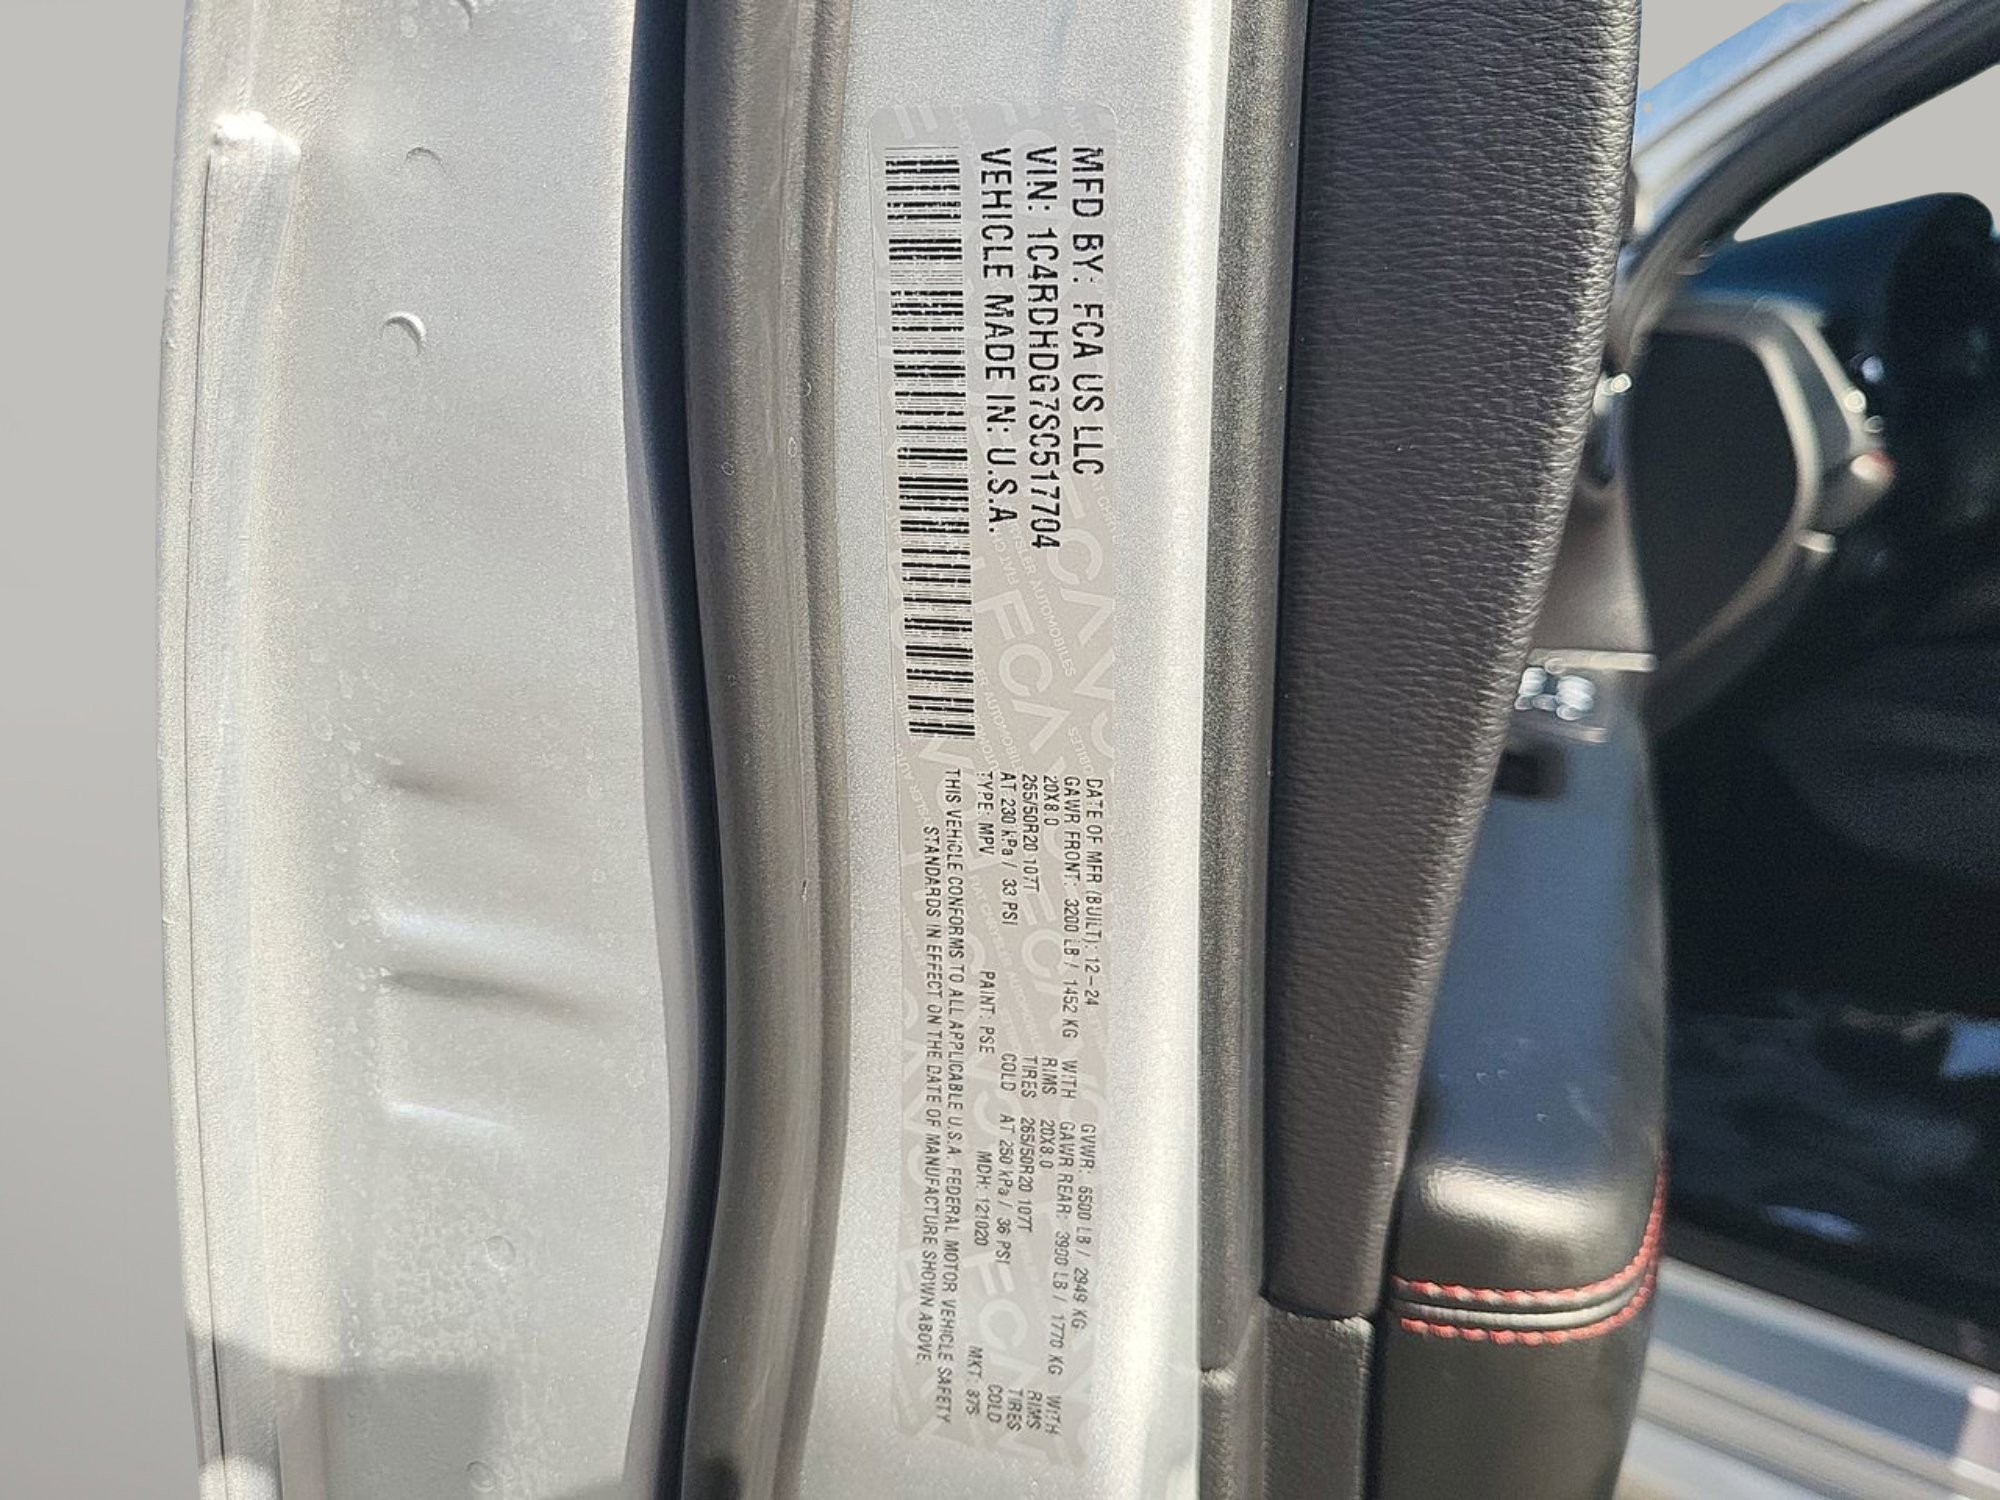 MFD BY: FCA US LLC
VIN: 1C4RDHDG7SC517704
VEHICLE MADE IN: U.S.A.
DATE OF MFR (BUILT): 12-24 GVWR: 6500 LB / 2949 KG
GAWR FRONT: 3200 LB / 1452 KG WITH GAWR REAR: 3900 LB / 1770 KG WITH
20X8.0 RIMS 20X8.0 RIMS
265/50R20 107T TIRES 265/50R20 107T TIRES
AT 230 kPa / 33 PSI COLD AT 250 kPa / 36 PSI COLD
TYPE: MPV PAINT: PSE MDH: 121020 MKT: 375-
THIS VEHICLE CONFORMS TO ALL APPLICABLE U.S.A. FEDERAL MOTOR VEHICLE SAFETY
STANDARDS IN EFFECT ON THE DATE OF MANUFACTURE SHOWN ABOVE.